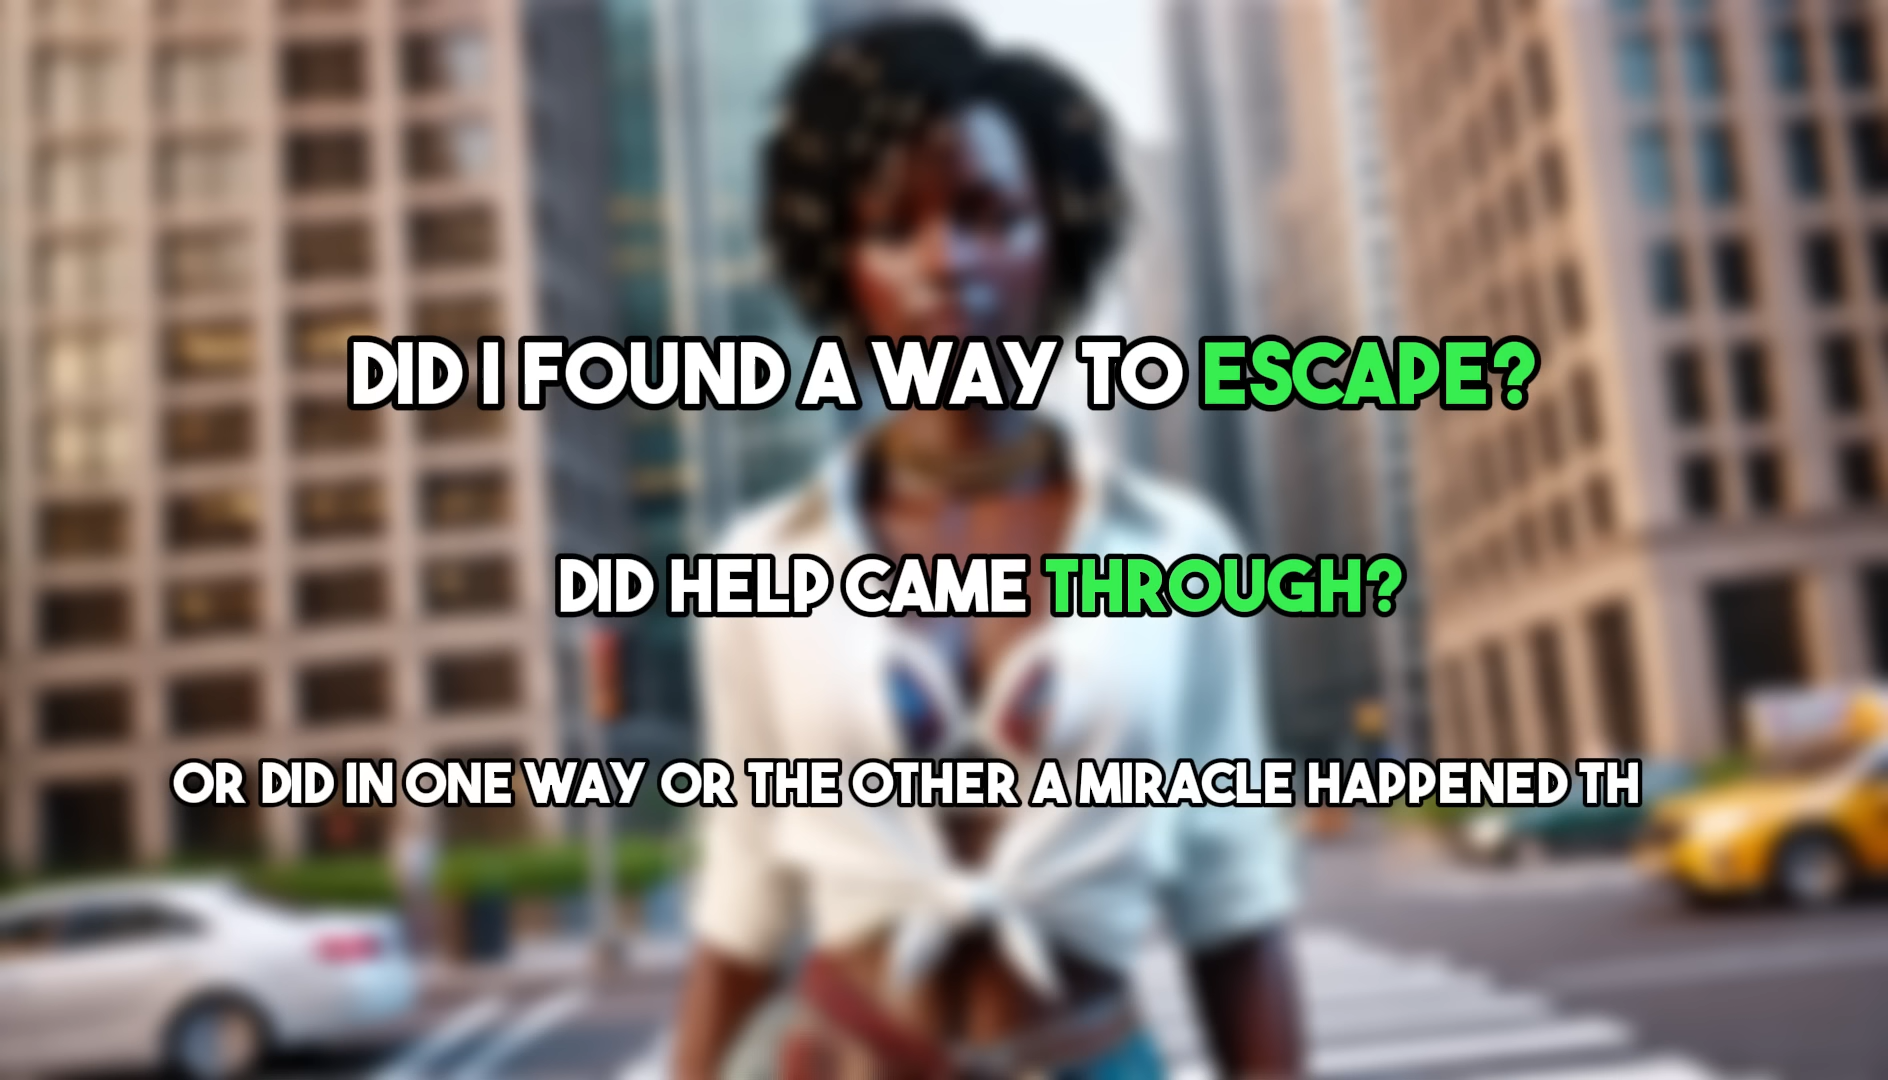 DID I FOUND A WAY TO ESCAPE?
DID HELP CAME THROUGH?
OR DID IN ONE WAY OR THE OTHER A MIRACLE HAPPENED TH